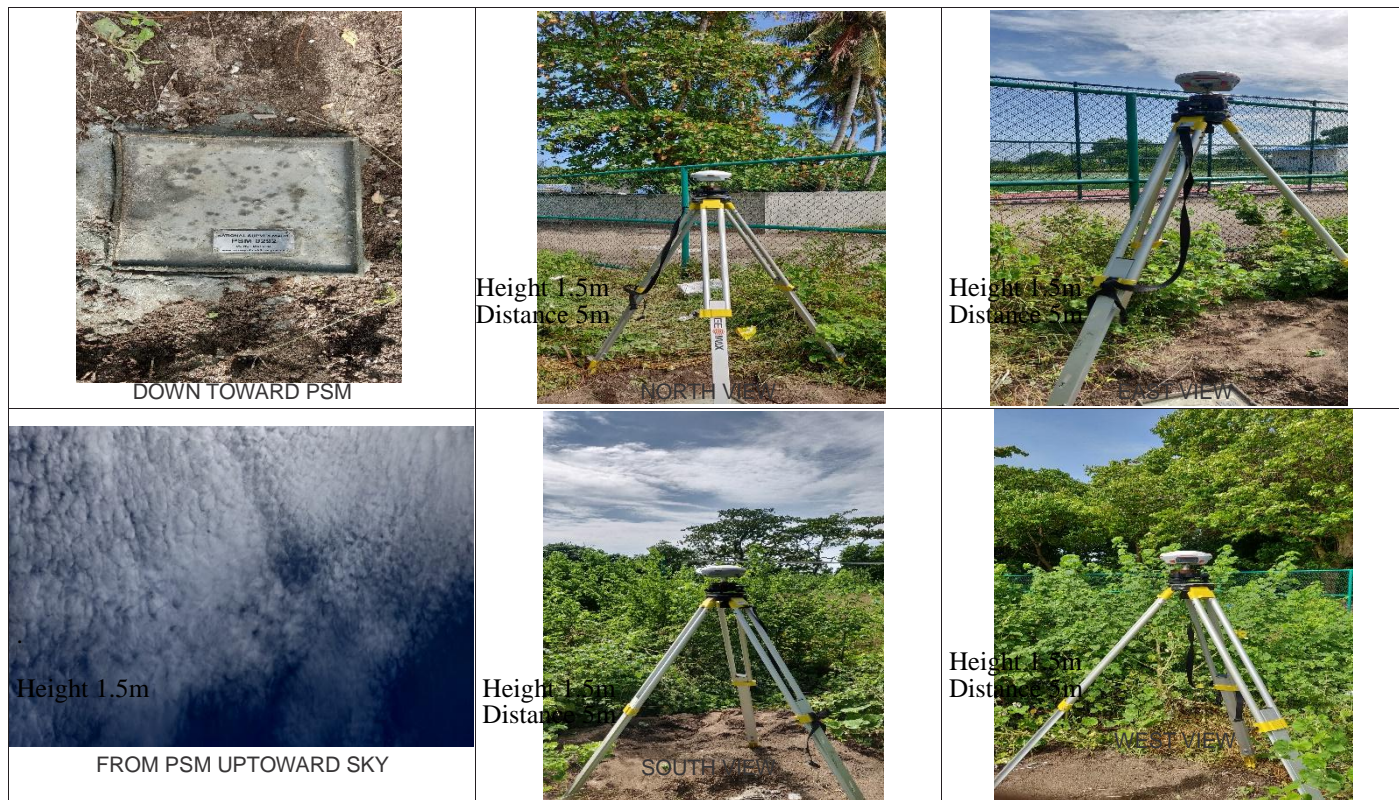 PSM 0292
DOWN TOWARD PSM
Height 1.5m
Distance 5m
NORTH VIEW
Height 1.5m
Distance 5m
EAST VIEW
.
Height 1.5m
FROM PSM UPTOWARD SKY
Height 1.5m
Distance 5m
SOUTH VIEW
Height 1.5m
Distance 5m
WEST VIEW